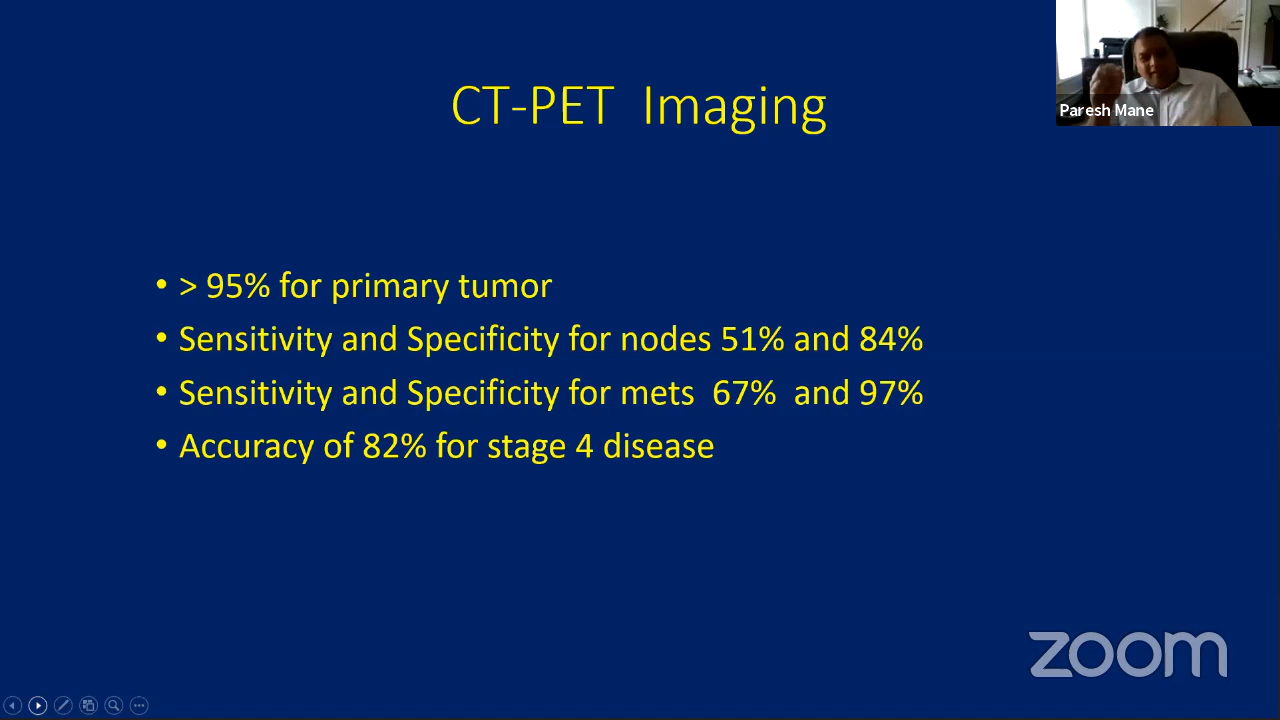 CT-PET Imaging
Paresh Mane
• > 95% for primary tumor
• Sensitivity and Specificity for nodes 51% and 84%
• Sensitivity and Specificity for mets 67% and 97%
• Accuracy of 82% for stage 4 disease
zoom